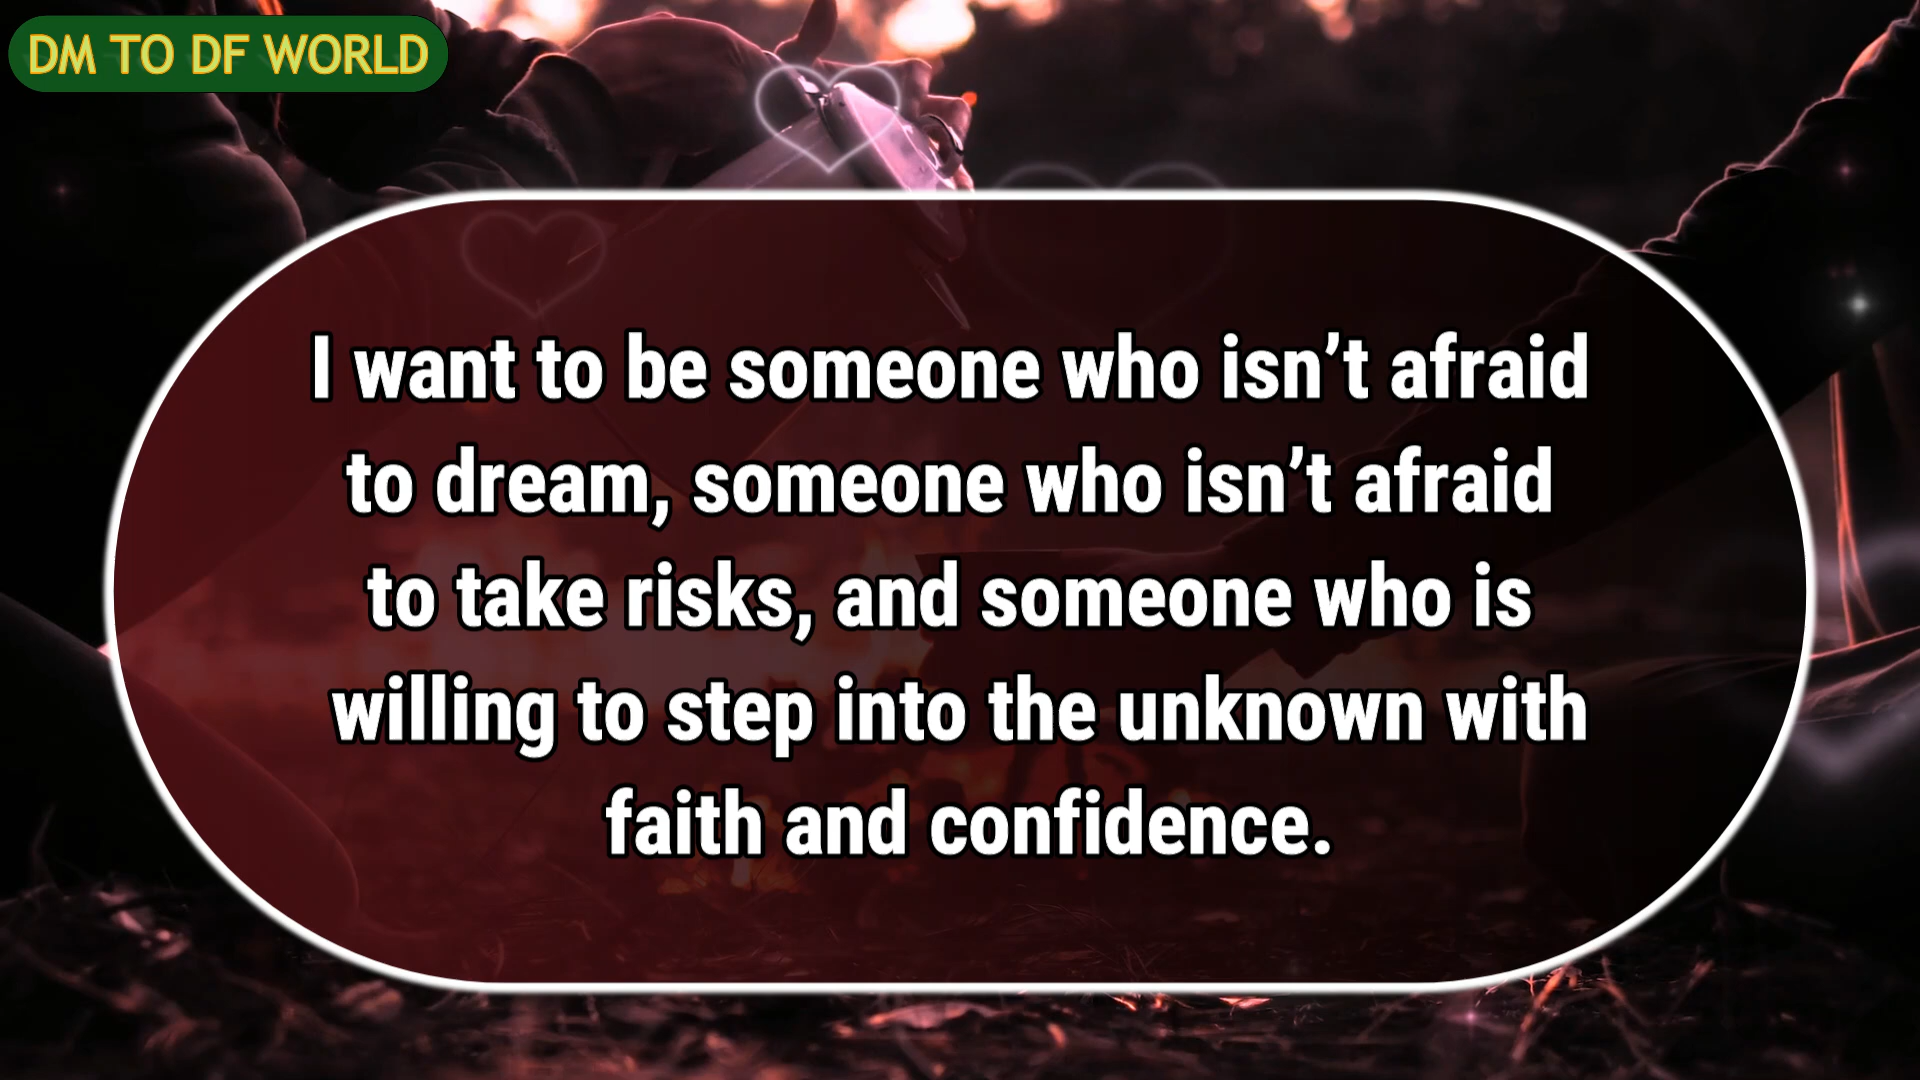 DM TO DF WORLD
I want to be someone who isn’t afraid
to dream, someone who isn’t afraid
to take risks, and someone who is
willing to step into the unknown with
faith and confidence.